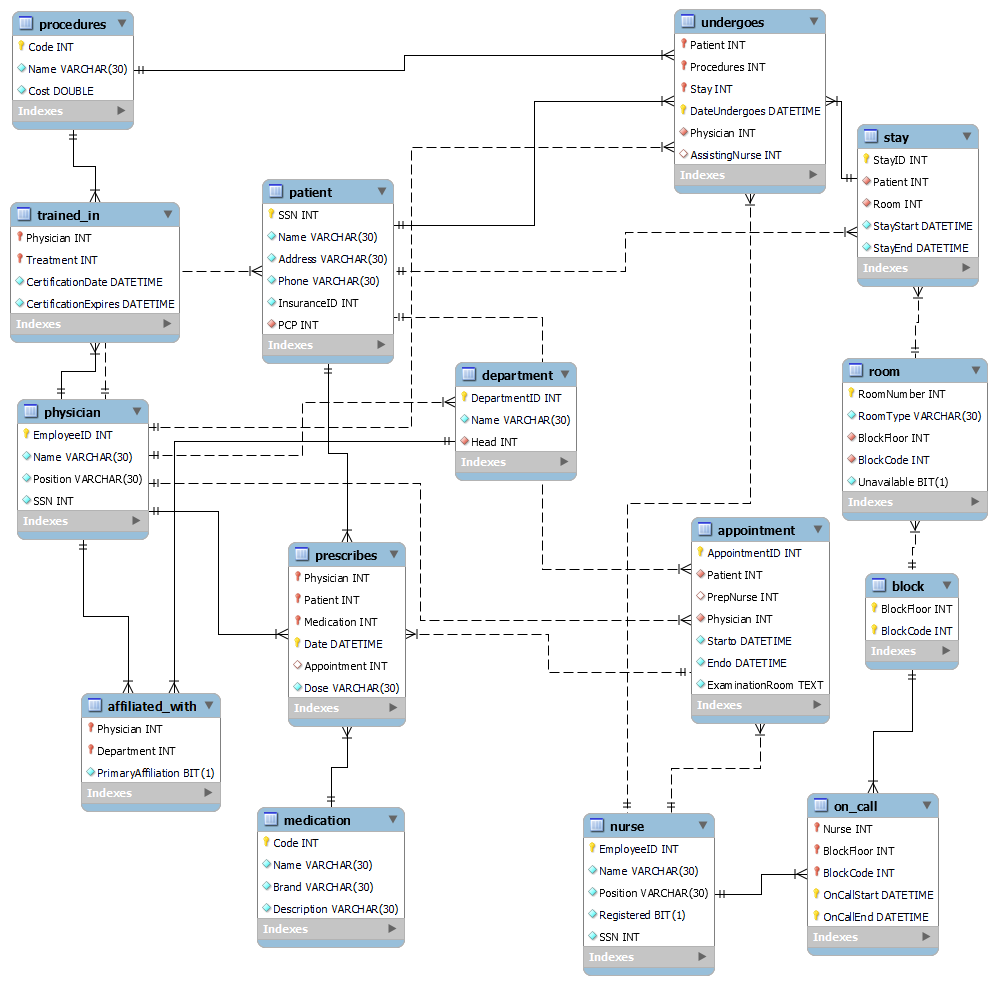 procedures
Code INT
Name VARCHAR(30)
Cost DOUBLE
Indexes
undergoes
Patient INT
Procedures INT
Stay INT
DateUndergoes DATETIME
Physician INT
AssistingNurse INT
Indexes
stay
StayID INT
Patient INT
Room INT
StayStart DATETIME
StayEnd DATETIME
Indexes
trained_in
Physician INT
Treatment INT
CertificationDate DATETIME
CertificationExpires DATETIME
Indexes
patient
SSN INT
Name VARCHAR(30)
Address VARCHAR(30)
Phone VARCHAR(30)
InsuranceID INT
PCP INT
Indexes
department
DepartmentID INT
Name VARCHAR(30)
Head INT
Indexes
room
RoomNumber INT
RoomType VARCHAR(30)
BlockFloor INT
BlockCode INT
Unavailable BIT(1)
Indexes
physician
EmployeeID INT
Name VARCHAR(30)
Position VARCHAR(30)
SSN INT
Indexes
prescribes
Physician INT
Patient INT
Medication INT
Date DATETIME
Appointment INT
Dose VARCHAR(30)
Indexes
appointment
AppointmentID INT
Patient INT
PrepNurse INT
Physician INT
Starto DATETIME
Endo DATETIME
ExaminationRoom TEXT
Indexes
block
BlockFloor INT
BlockCode INT
Indexes
affiliated_with
Physician INT
Department INT
PrimaryAffiliation BIT(1)
Indexes
medication
Code INT
Name VARCHAR(30)
Brand VARCHAR(30)
Description VARCHAR(30)
Indexes
nurse
EmployeeID INT
Name VARCHAR(30)
Position VARCHAR(30)
Registered BIT(1)
SSN INT
Indexes
on_call
Nurse INT
BlockFloor INT
BlockCode INT
OnCallStart DATETIME
OnCallEnd DATETIME
Indexes